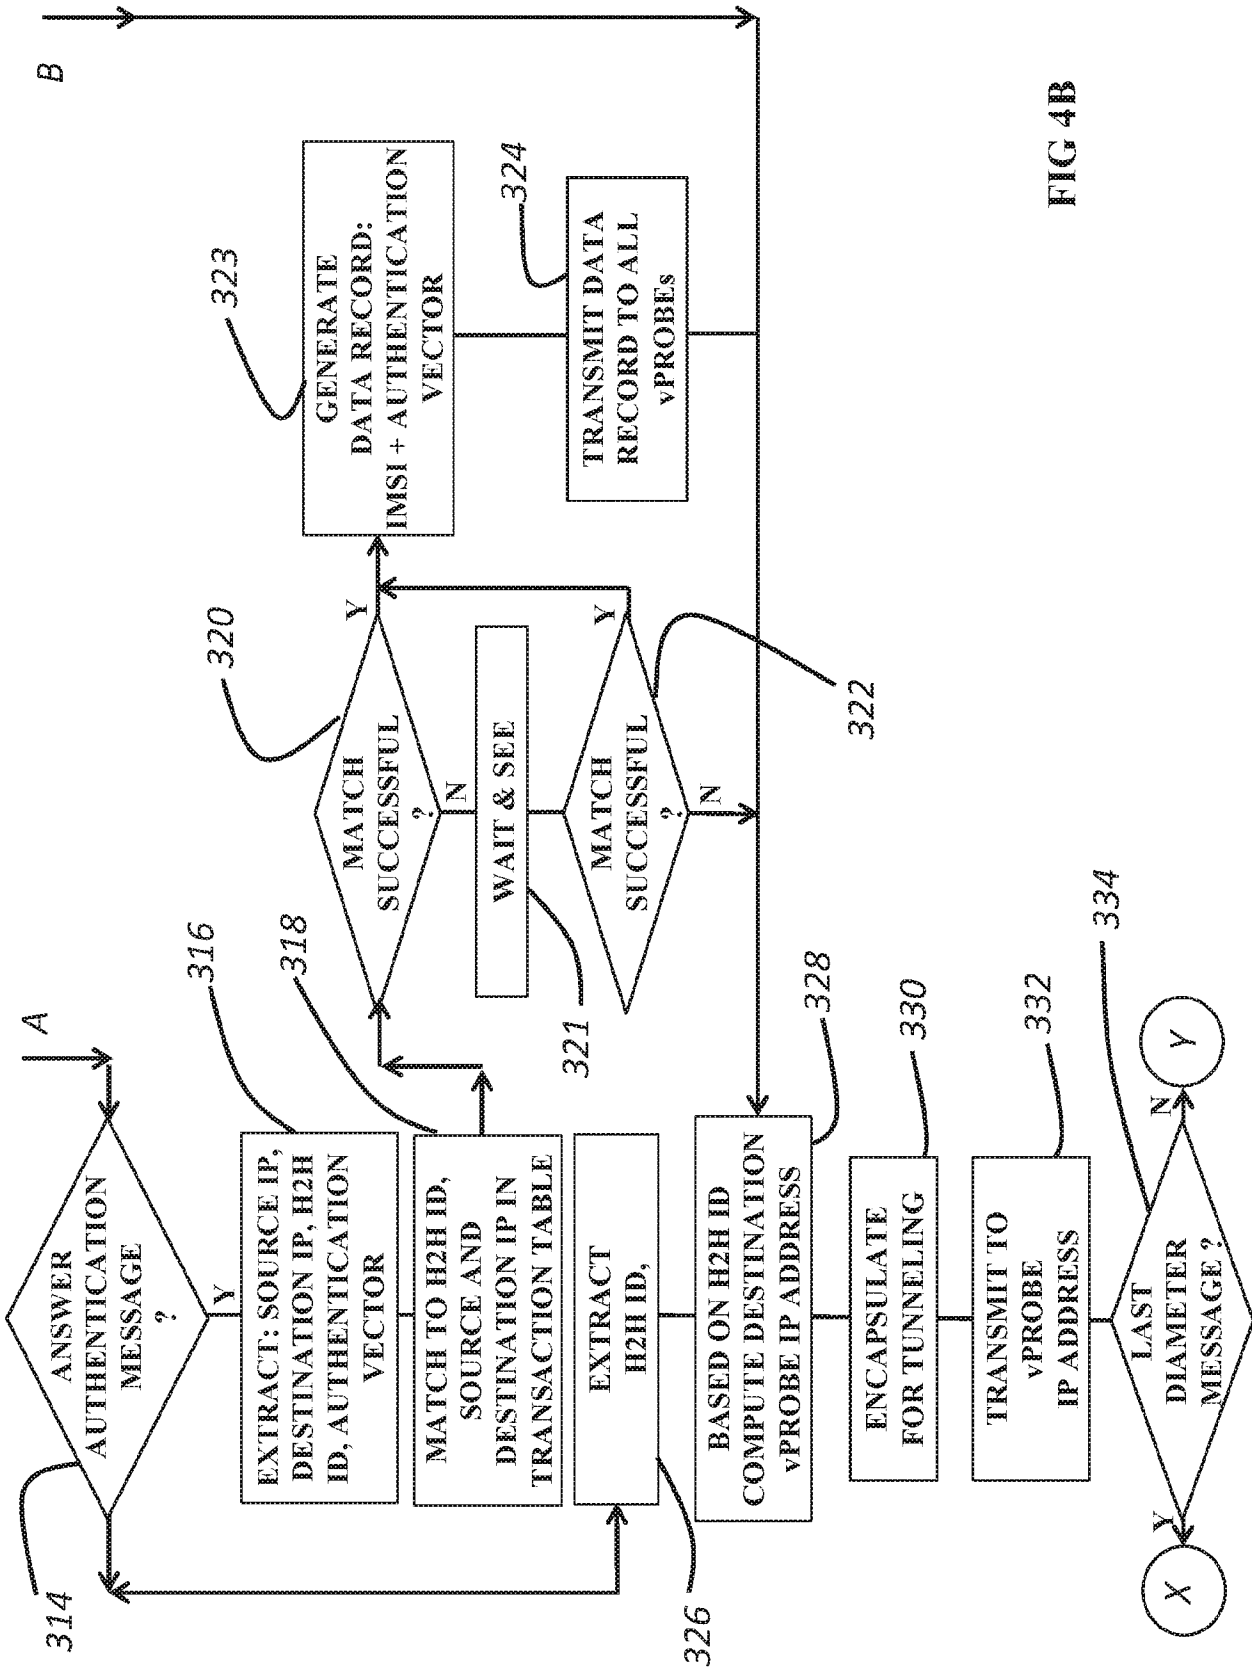 A
B
314
ANSWER
AUTHENTICATION
MESSAGE
?
Y
316
EXTRACT: SOURCE IP,
DESTINATION IP, H2H
ID, AUTHENTICATION
VECTOR
318
MATCH TO H2H ID,
SOURCE AND
DESTINATION IP IN
TRANSACTION TABLE
320
MATCH
SUCCESSFUL
?
Y
N
321
WAIT & SEE
322
MATCH
SUCCESSFUL
?
Y
N
323
GENERATE
DATA RECORD:
IMSI + AUTHENTICATION
VECTOR
324
TRANSMIT DATA
RECORD TO ALL
vPROBEs
326
EXTRACT
H2H ID,
328
BASED ON H2H ID
COMPUTE DESTINATION
vPROBE IP ADDRESS
330
ENCAPSULATE
FOR TUNNELING
332
TRANSMIT TO
vPROBE
IP ADDRESS
334
LAST
DIAMETER
MESSAGE ?
Y
N
X
Y
FIG 4B